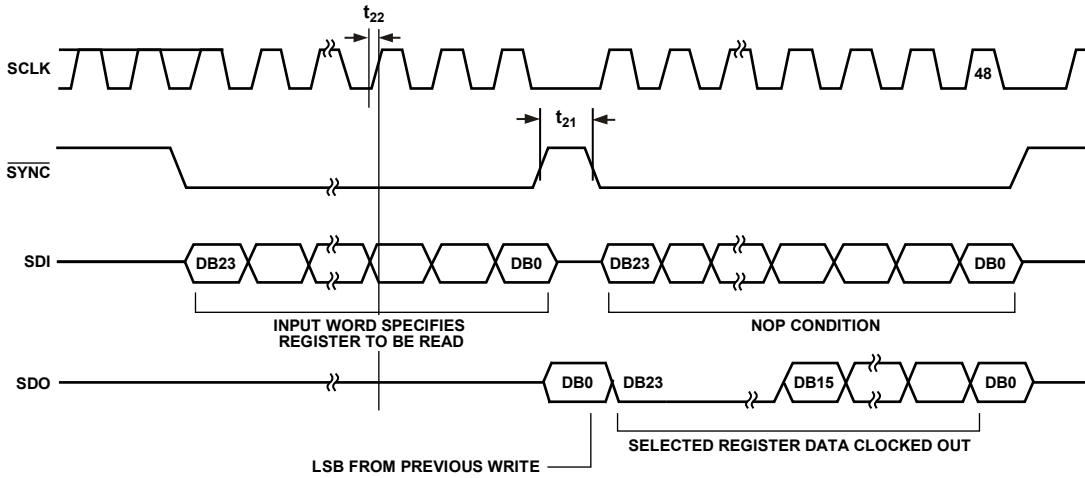 t22
SCLK
48
t21
SYNC
SDI
DB23
DB0
DB23
DB0
INPUT WORD SPECIFIES
REGISTER TO BE READ
NOP CONDITION
SDO
DB0
DB23
DB15
DB0
SELECTED REGISTER DATA CLOCKED OUT
LSB FROM PREVIOUS WRITE